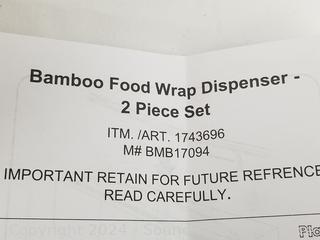 Bamboo Food Wrap Dispenser -
2 Piece Set
ITM. /ART. 1743696
M# BMB17094
IMPORTANT RETAIN FOR FUTURE REFRENCE
READ CAREFULLY.